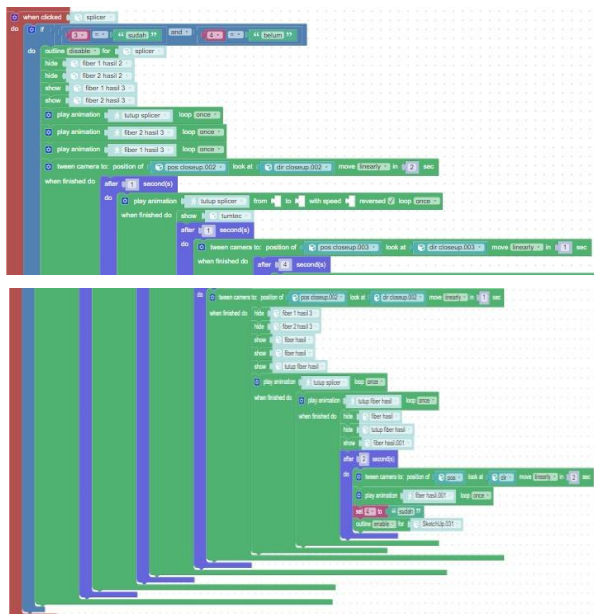 when clicked splicer
do if 3 = “ sudah ” and 4 = “ belum ”
do outline disable for splicer
hide fiber 1 hasil 2
hide fiber 2 hasil 2
show fiber 1 hasil 3
show fiber 2 hasil 3
play animation tutup splicer loop once
play animation fiber 2 hasil 3 loop once
play animation fiber 1 hasil 3 loop once
tween camera to: position of pos closeup.002 look at dir closeup.002 move linearly in 2 sec
when finished do after 1 second(s)
do play animation tutup splicer from to with speed reversed loop once
when finished do show tumtec
after 1 second(s)
do tween camera to: position of pos closeup.003 look at dir closeup.003 move linearly in 1 sec
when finished do after 4 second(s)
do tween camera to: position of pos closeup.002 look at dir closeup.002 move linearly in 1 sec
when finished do hide fiber 1 hasil 3
hide fiber 2 hasil 3
show fiber hasil
show fiber hasil
show tutup fiber hasil
play animation tutup splicer loop once
when finished do play animation tutup fiber hasil loop once
when finished do hide fiber hasil
hide tutup fiber hasil
show fiber hasil.001
after 2 second(s)
do tween camera to: position of pos look at dir move linearly in 2 sec
play animation fiber hasil.001 loop once
set 4 to “ sudah ”
outline enable for SketchUp.031